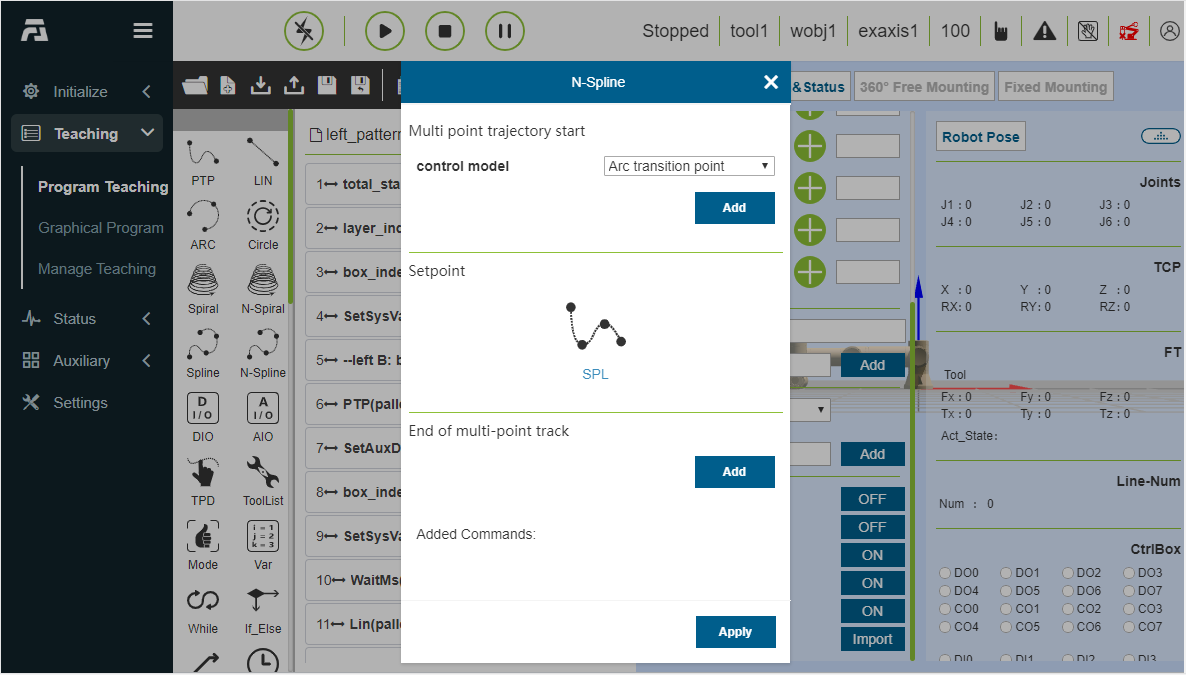 Stopped tool1 wobj1 exaxis1 100
Initialize
Teaching
Program Teaching
Graphical Program
Manage Teaching
Status
Auxiliary
Settings
PTP LIN
ARC Circle
Spiral N-Spiral
Spline N-Spline
D I/O A I/O
DIO AIO
TPD ToolList
i = 1
j = 2
k = 3
Mode Var
While If_Else
left_pattern
1 total_sta
2 layer_ind
3 box_inde
4 SetSysVa
5 --left B: b
6 PTP(palle
7 SetAuxD
8 box_inde
9 SetSysVa
10 WaitMs(
11 Lin(palle
N-Spline
Multi point trajectory start
control model Arc transition point
Add
Setpoint
SPL
End of multi-point track
Add
Added Commands:
Apply
& Status 360° Free Mounting Fixed Mounting
Add
Add
OFF
OFF
ON
ON
ON
Import
Robot Pose
Joints
J1 : 0 J2 : 0 J3 : 0
J4 : 0 J5 : 0 J6 : 0
TCP
X : 0 Y : 0 Z : 0
RX: 0 RY: 0 RZ: 0
FT
Tool
Fx : 0 Fy : 0 Fz : 0
Tx : 0 Ty : 0 Tz : 0
Act_State:
Line-Num
Num : 0
CtrlBox
DO0 DO1 DO2 DO3
DO4 DO5 DO6 DO7
CO0 CO1 CO2 CO3
CO4 CO5 CO6 CO7
DI0 DI1 DI2 DI3